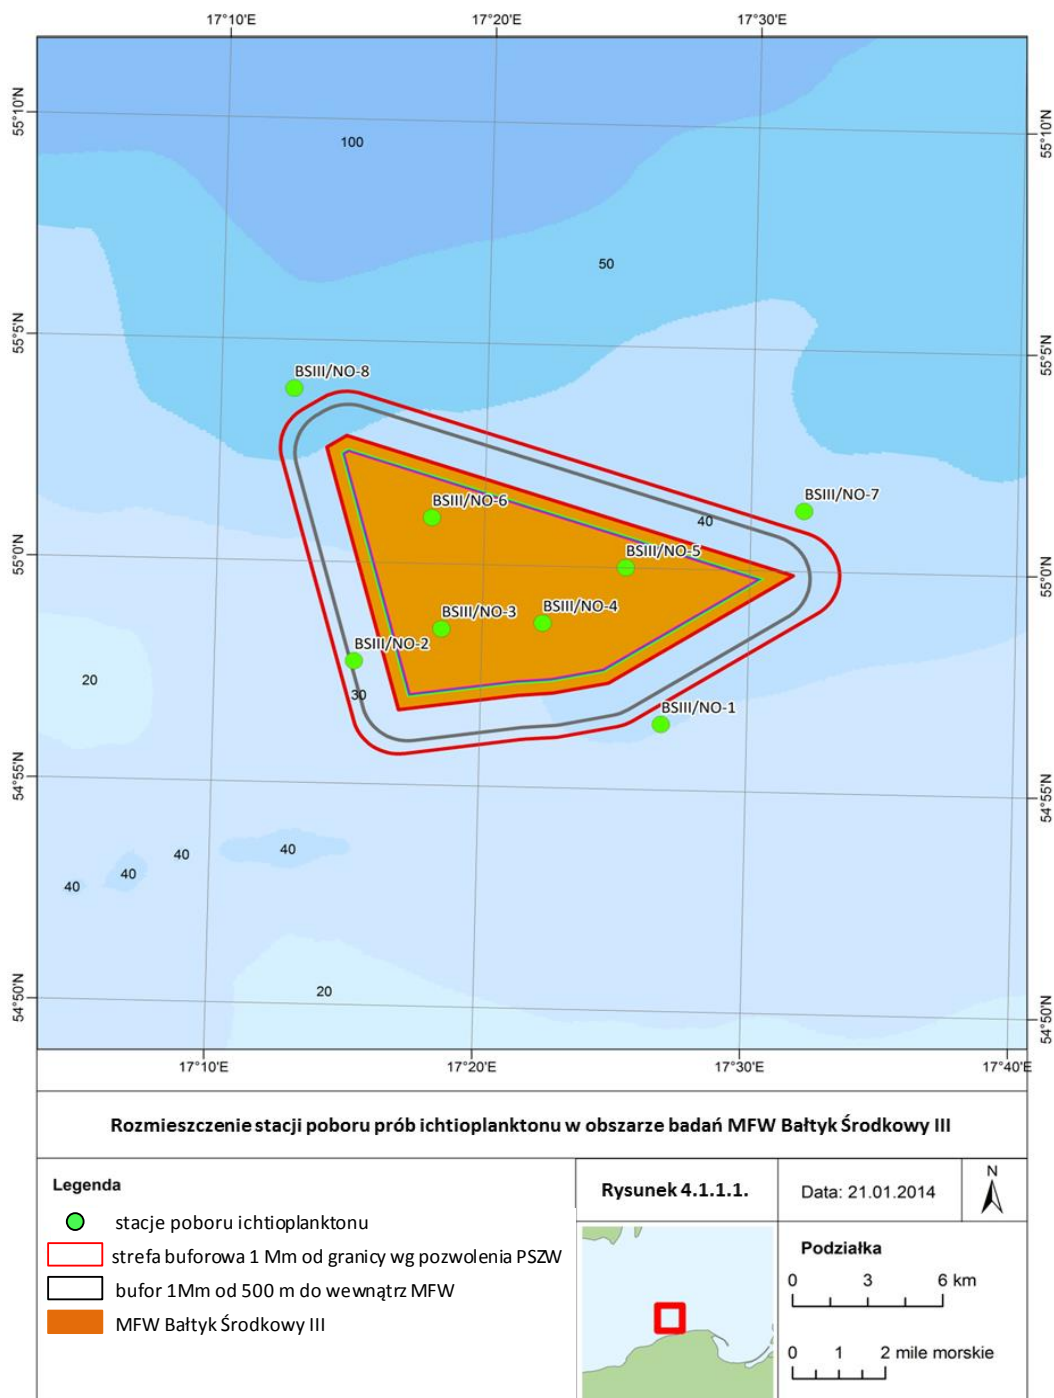 17°10'E 17°20'E 17°30'E
55°10'N
55°10'N
100
50
55°5'N
55°5'N
BSIII/NO-8
BSIII/NO-6
BSIII/NO-7
40
BSIII/NO-5
55°0'N
55°0'N
BSIII/NO-3
BSIII/NO-4
BSIII/NO-2
20
30
BSIII/NO-1
54°55'N
54°55'N
40
40
40
40
20
54°50'N
54°50'N
17°10'E 17°20'E 17°30'E 17°40'E
Rozmieszczenie stacji poboru prób ichtioplanktonu w obszarze badań MFW Bałtyk Środkowy III
Legenda
stacje poboru ichtioplanktonu
strefa buforowa 1 Mm od granicy wg pozwolenia PSZW
bufor 1Mm od 500 m do wewnątrz MFW
MFW Bałtyk Środkowy III
Rysunek 4.1.1.1.
Data: 21.01.2014
N
Podziałka
0 3 6 km
0 1 2 mile morskie